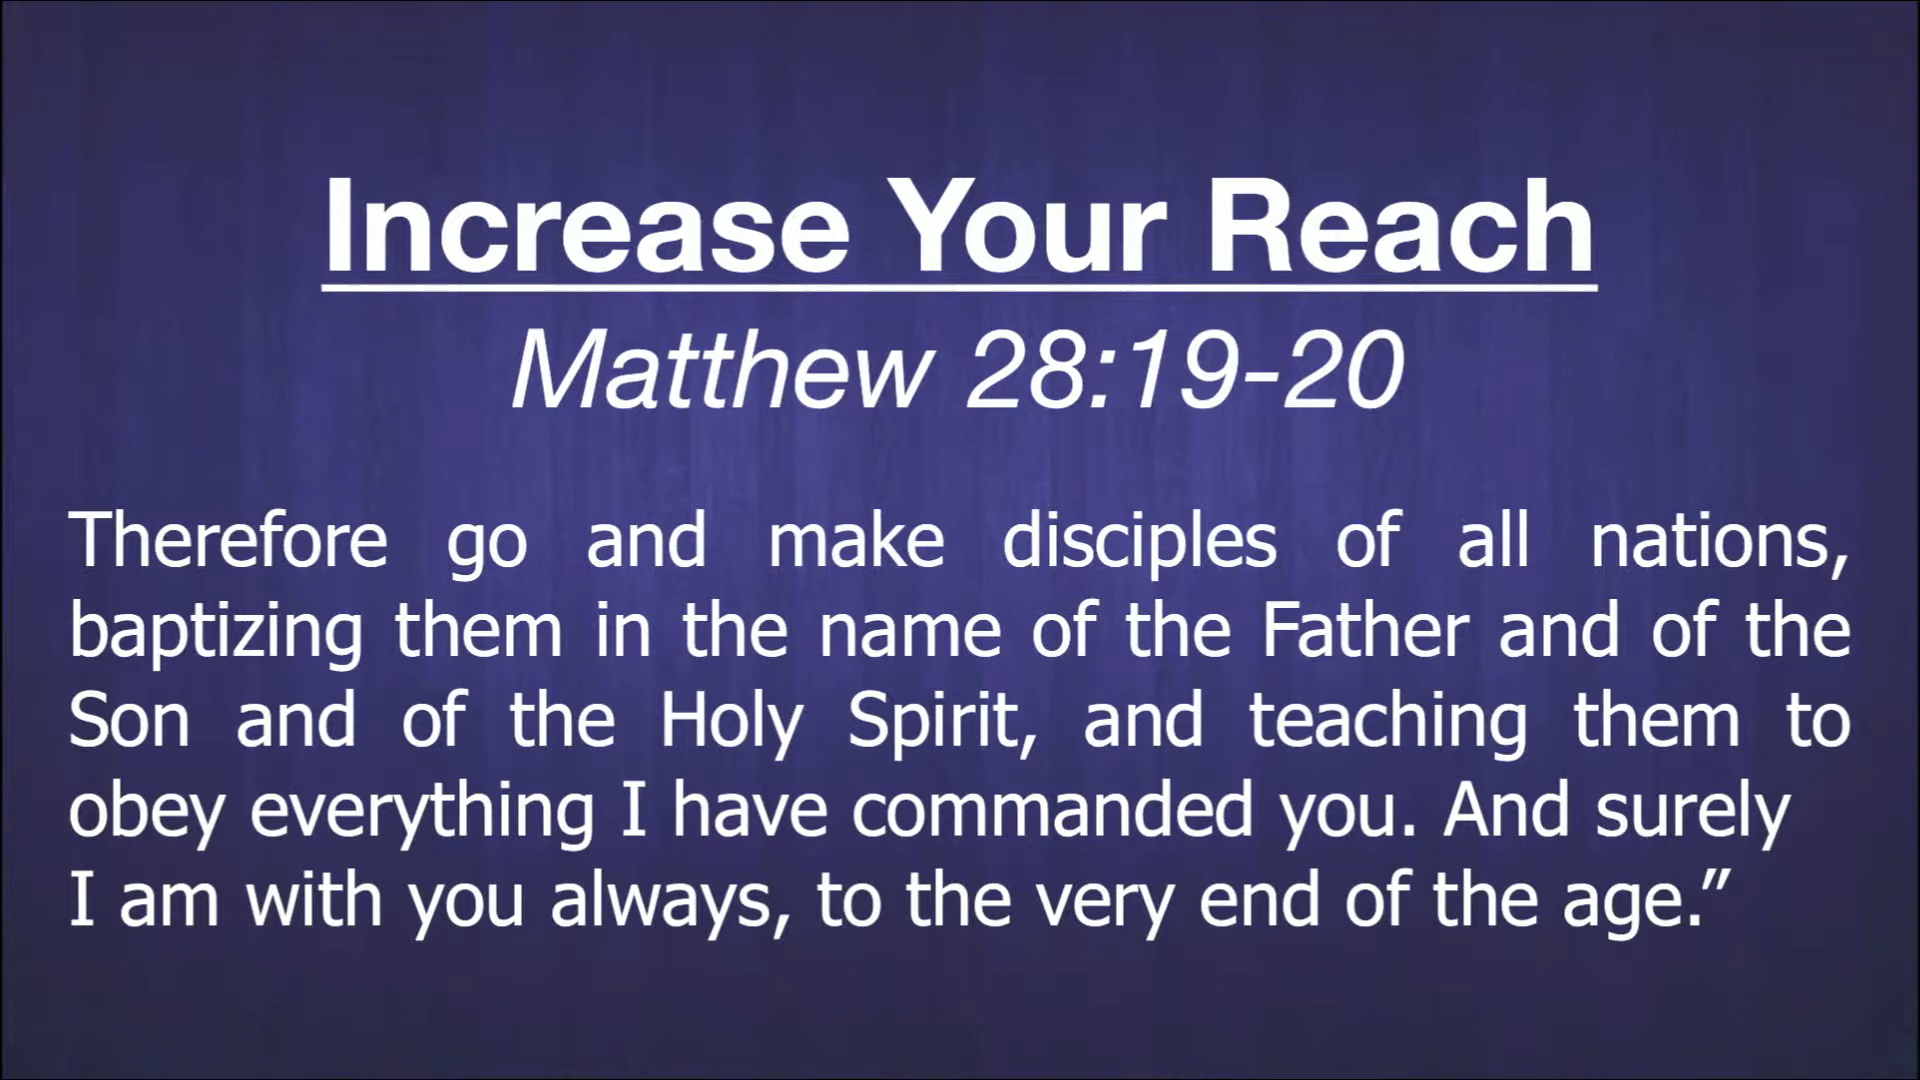 Increase Your Reach
Matthew 28:19-20
Therefore go and make disciples of all nations,
baptizing them in the name of the Father and of the
Son and of the Holy Spirit, and teaching them to
obey everything I have commanded you. And surely
I am with you always, to the very end of the age.”